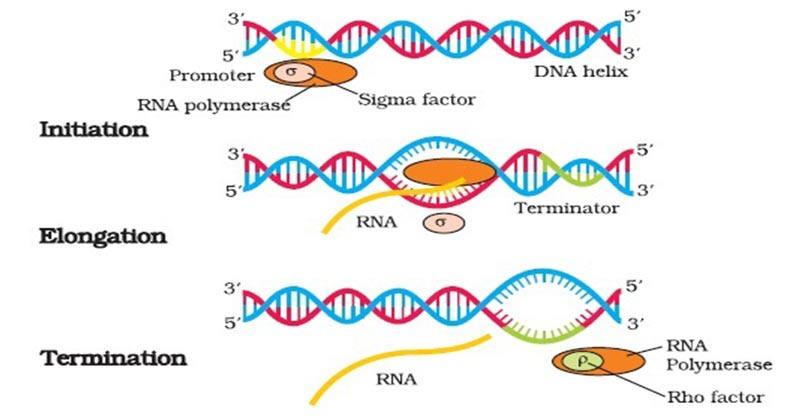 3′ 5′
5′ 3′
σ
Promoter DNA helix
RNA polymerase Sigma factor
Initiation
3′ 5′
5′ 3′
RNA σ Terminator
Elongation
3′ 5′
5′ 3′
Termination
RNA
ρ
RNA
Polymerase
Rho factor